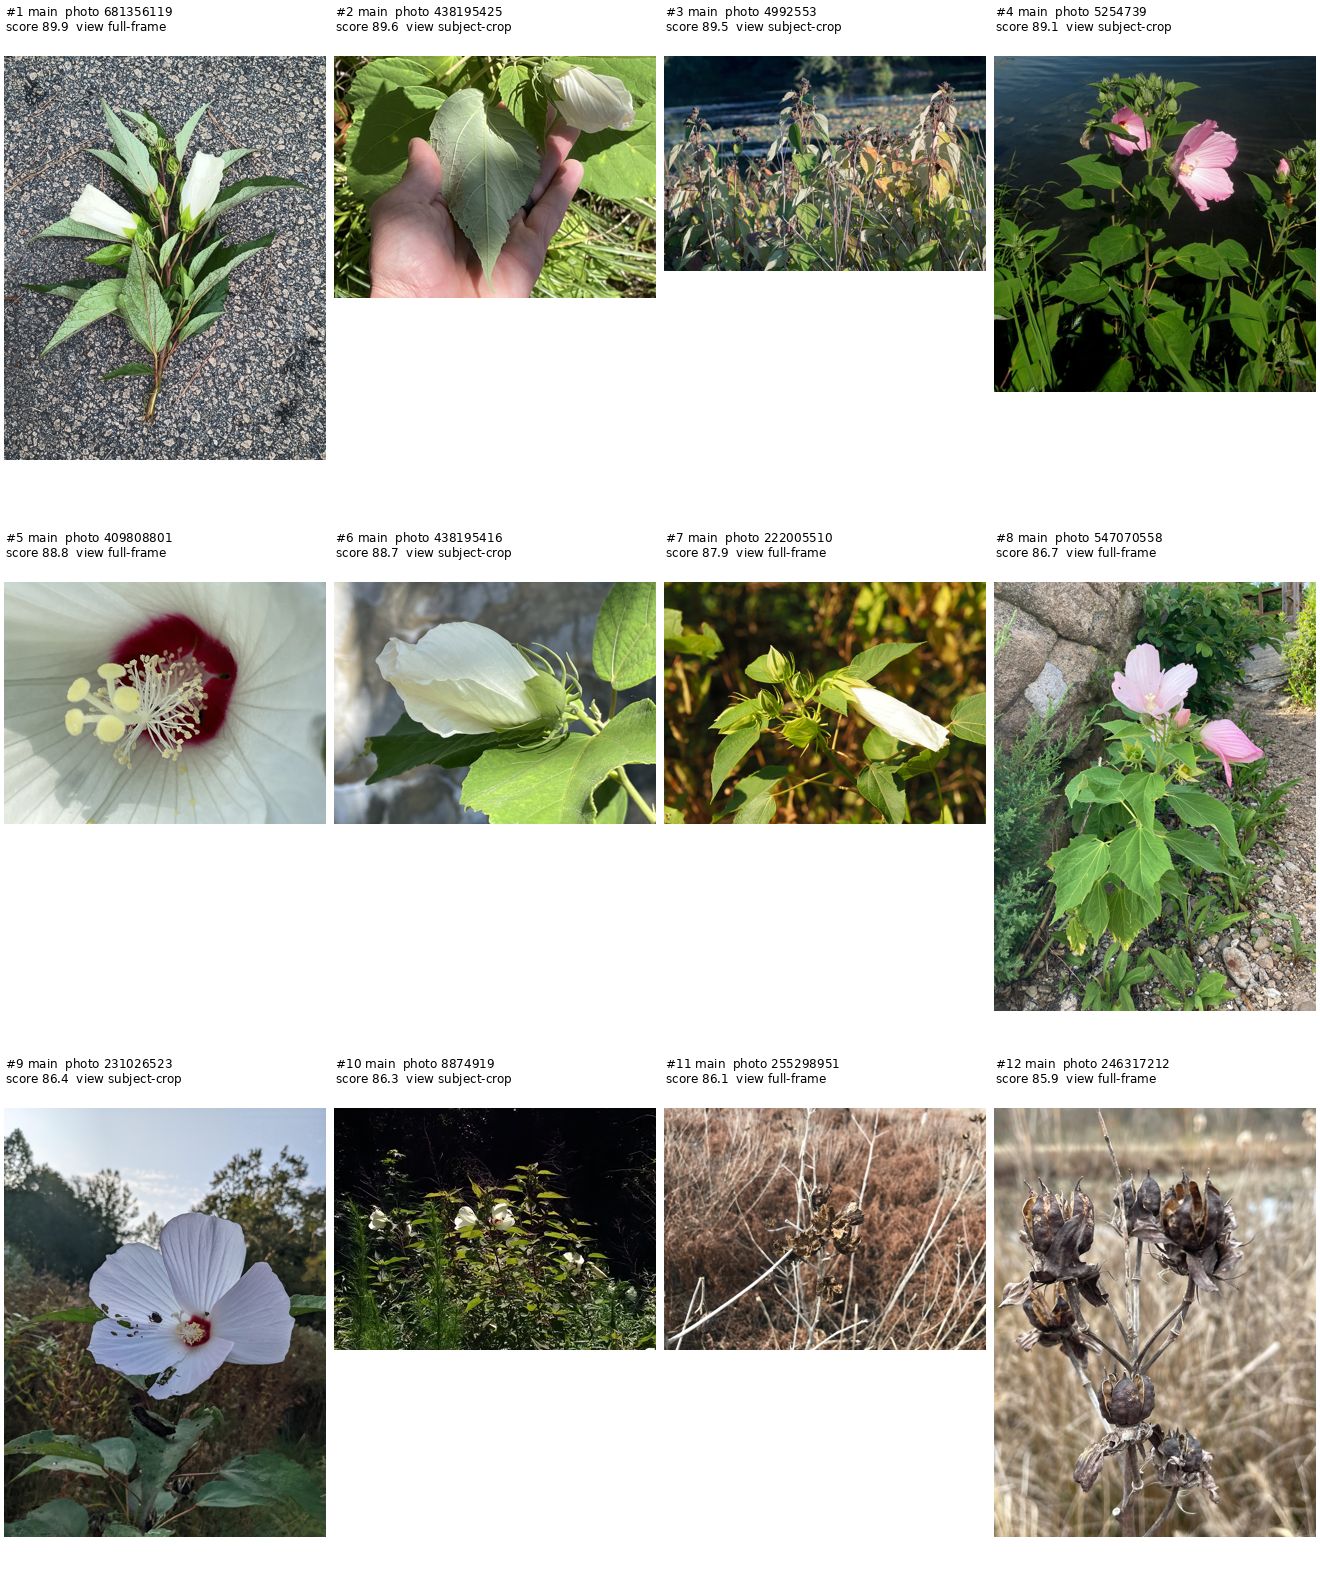 #1 main  photo 681356119
score 89.9  view full-frame
#2 main  photo 438195425
score 89.6  view subject-crop
#3 main  photo 4992553
score 89.5  view subject-crop
#4 main  photo 5254739
score 89.1  view subject-crop
#5 main  photo 409808801
score 88.8  view full-frame
#6 main  photo 438195416
score 88.7  view subject-crop
#7 main  photo 222005510
score 87.9  view full-frame
#8 main  photo 547070558
score 86.7  view full-frame
#9 main  photo 231026523
score 86.4  view subject-crop
#10 main  photo 8874919
score 86.3  view subject-crop
#11 main  photo 255298951
score 86.1  view full-frame
#12 main  photo 246317212
score 85.9  view full-frame